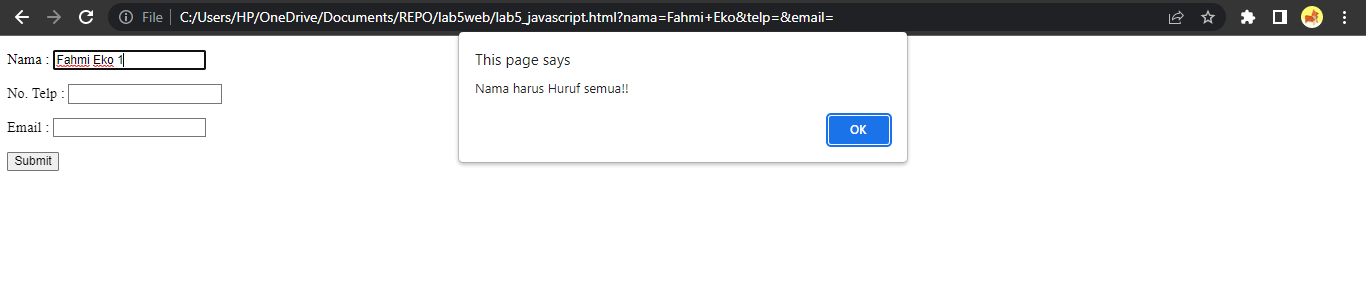 File C:/Users/HP/OneDrive/Documents/REPO/lab5web/lab5_javascript.html?nama=Fahmi+Eko&telp=&email=
This page says
Nama harus Huruf semua!!
OK
Nama : Fahmi Eko 1
No. Telp :
Email :
Submit